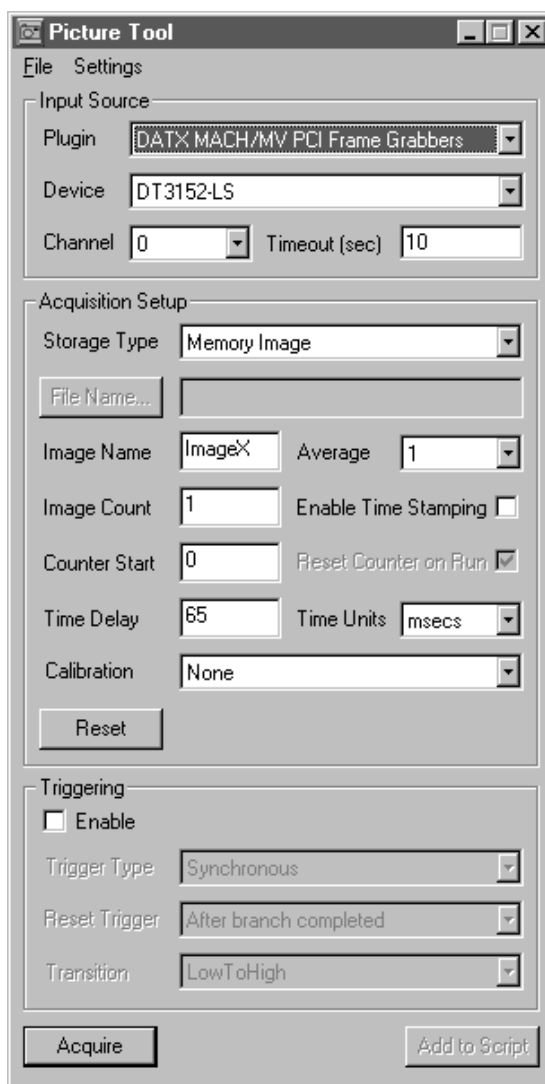 Picture Tool
File Settings
Input Source
Plugin DATX MACH/MV PCI Frame Grabbers
Device DT3152-LS
Channel 0 Timeout (sec) 10
Acquisition Setup
Storage Type Memory Image
File Name...
Image Name ImageX Average 1
Image Count 1 Enable Time Stamping
Counter Start 0 Reset Counter on Run
Time Delay 65 Time Units msecs
Calibration None
Reset
Triggering
Enable
Trigger Type Synchronous
Reset Trigger After branch completed
Transition LowToHigh
Acquire Add to Script